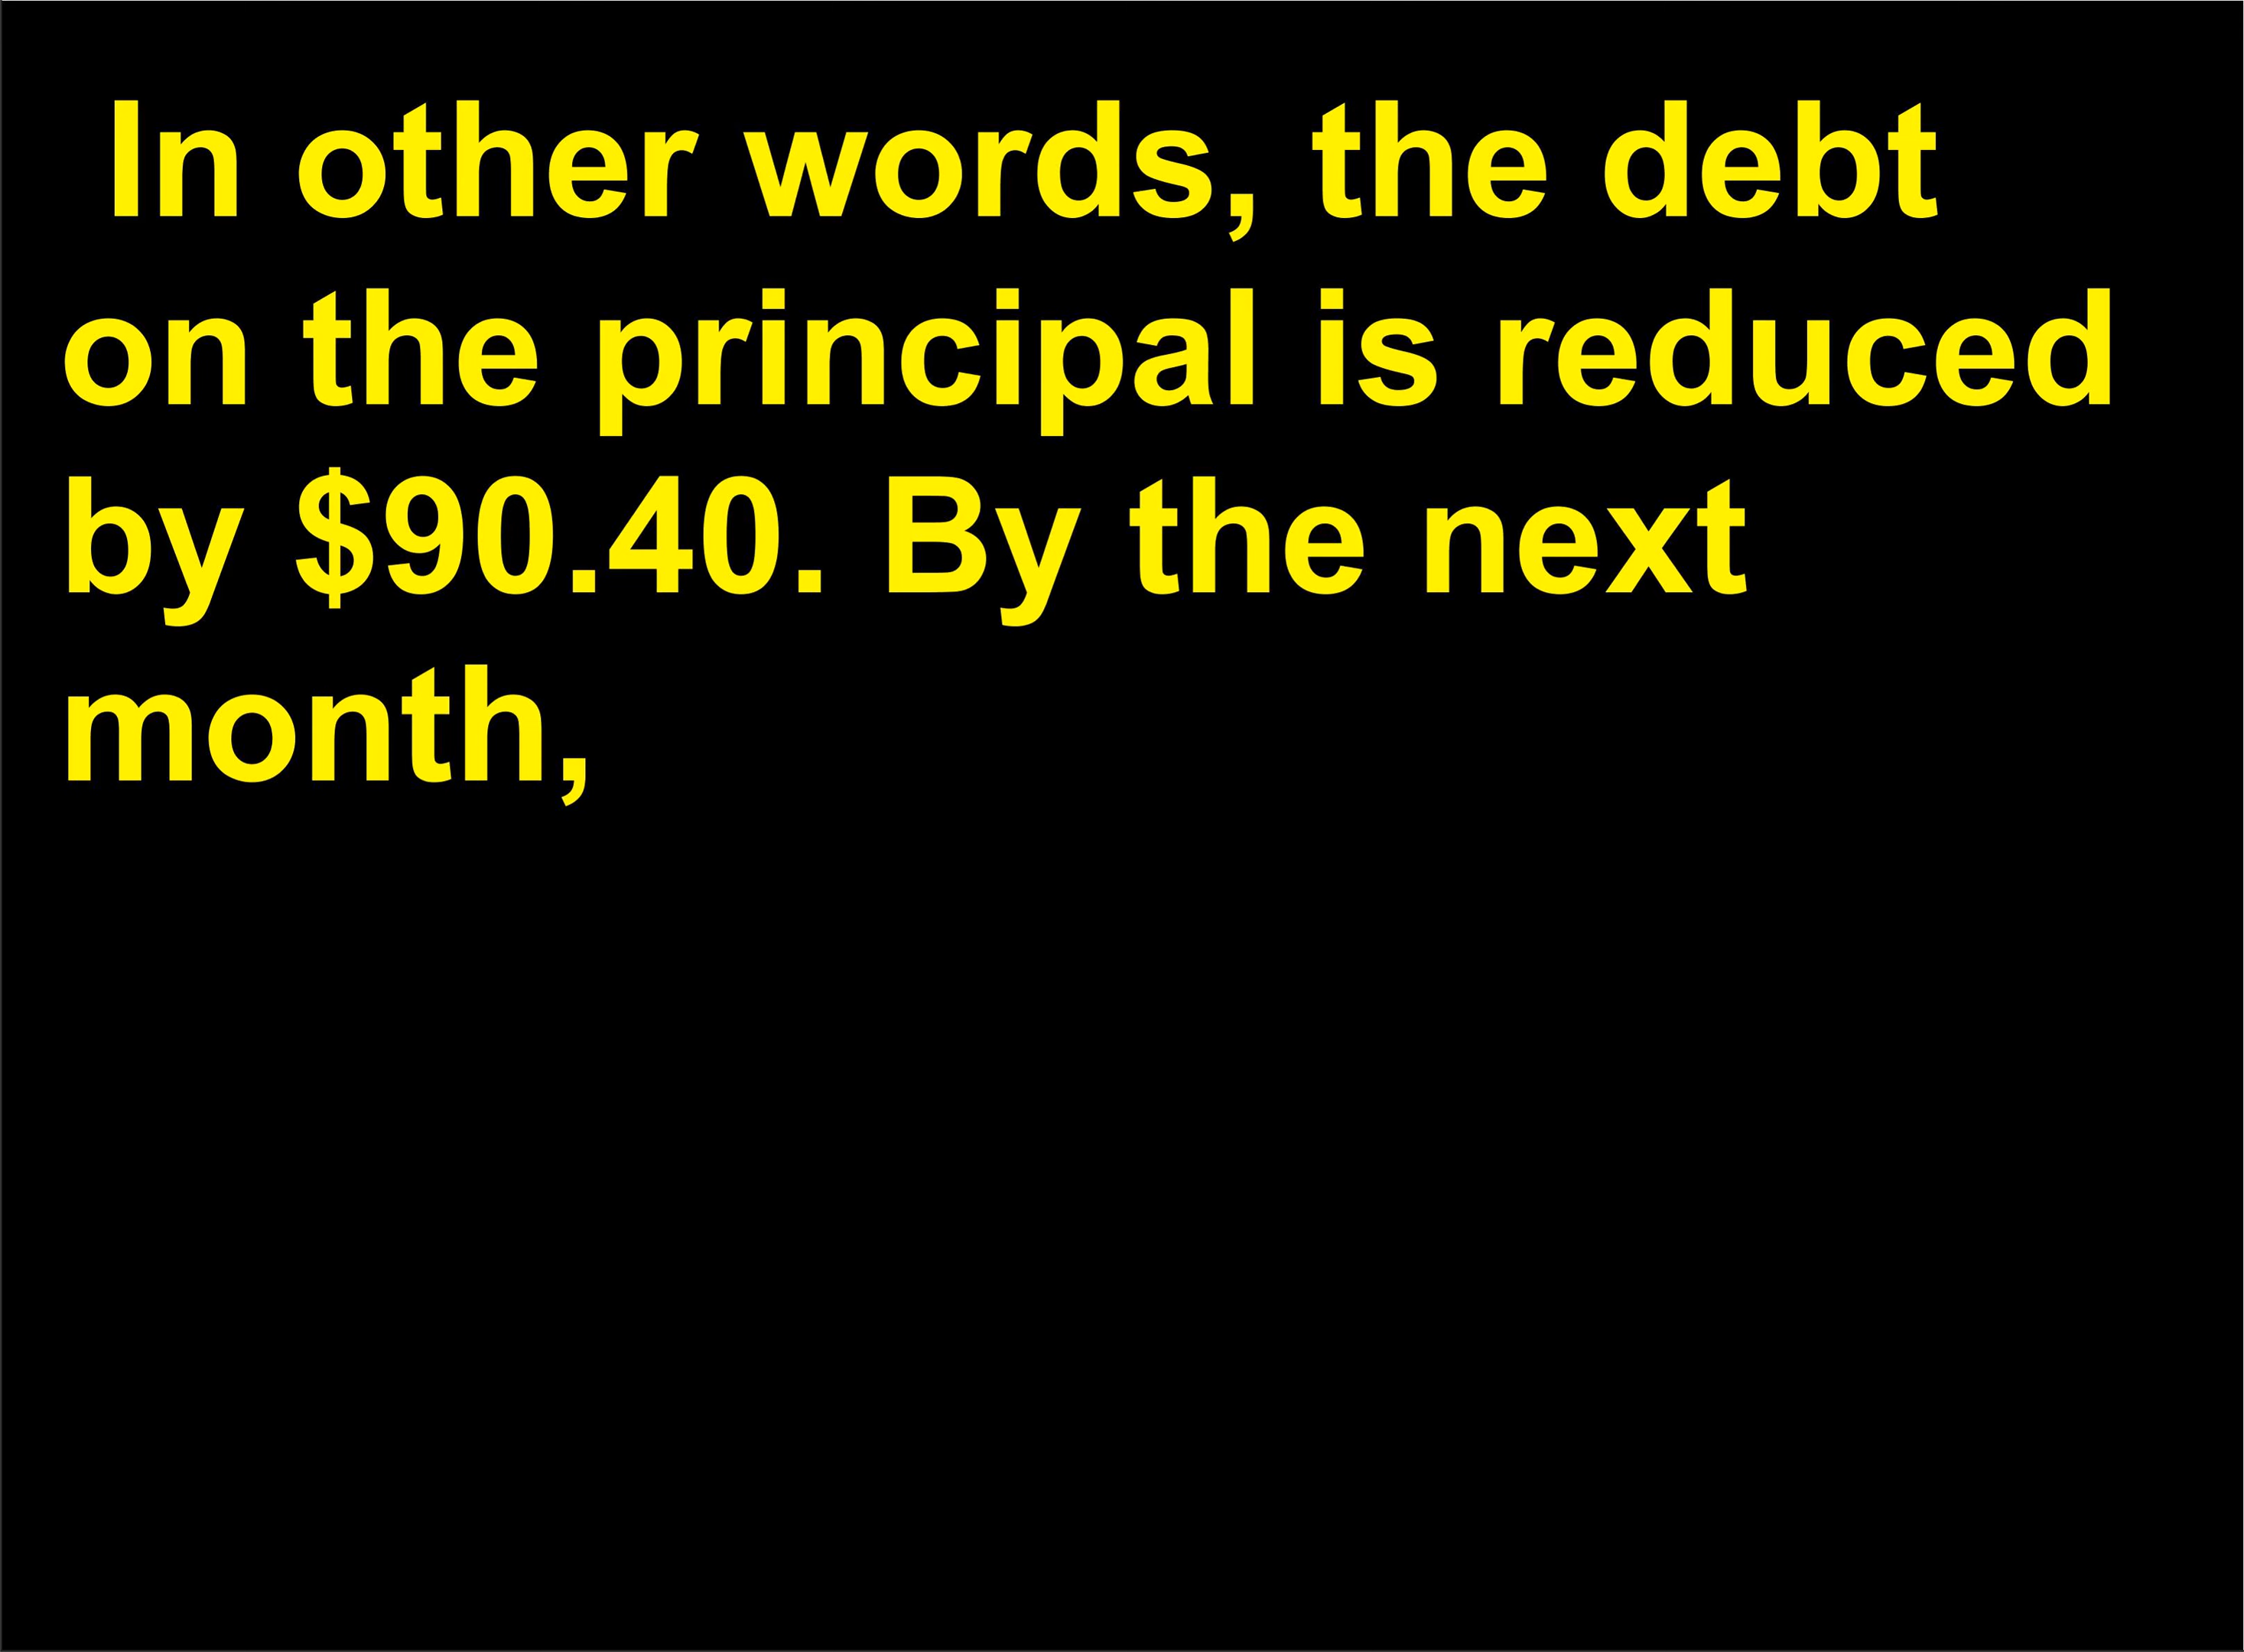 In other words, the debt
on the principal is reduced
by $90.40. By the next
month,